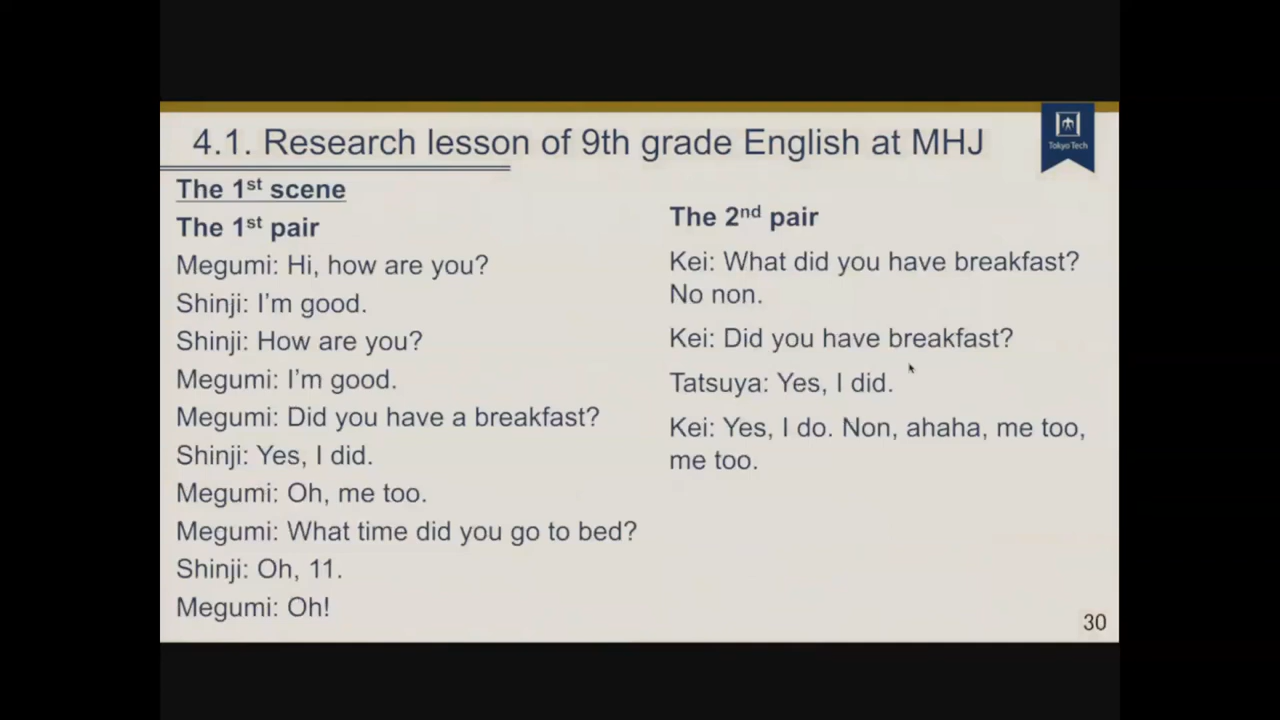 4.1. Research lesson of 9th grade English at MHJ
TokyoTech
The 1st scene
The 1st pair
Megumi: Hi, how are you?
Shinji: I'm good.
Shinji: How are you?
Megumi: I'm good.
Megumi: Did you have a breakfast?
Shinji: Yes, I did.
Megumi: Oh, me too.
Megumi: What time did you go to bed?
Shinji: Oh, 11.
Megumi: Oh!
The 2nd pair
Kei: What did you have breakfast?
No non.
Kei: Did you have breakfast?
Tatsuya: Yes, I did.
Kei: Yes, I do. Non, ahaha, me too,
me too.
30